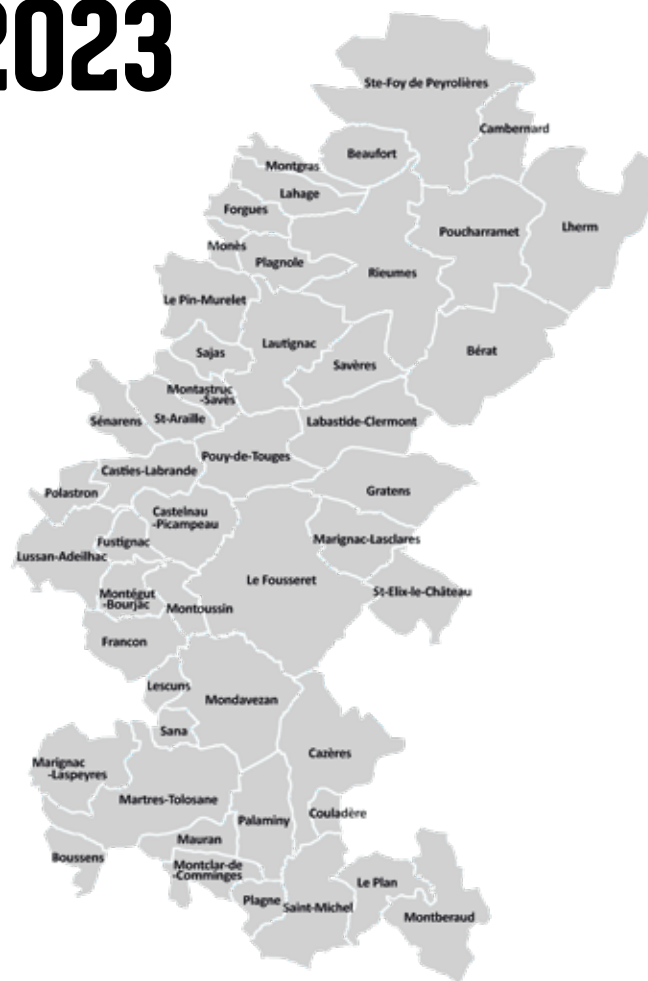 2023
Ste-Foy de Peyrolières
Cambernard
Beaufort
Montgras
Lahage
Forgues
Poucharramet
Lherm
Monès
Plagnole
Rieumes
Le Pin-Murelet
Lautignac
Bérat
Sajas
Savères
Montastruc
-Savès
Sénarens
St-Araille
Labastide-Clermont
Pouy-de-Touges
Casties-Labrande
Polastron
Gratens
Castelnau
-Picampeau
Fustignac
Marignac-Lasclares
Lussan-Adeilhac
Le Fousseret
St-Elix-le-Château
Montégut
-Bourjac
Montoussin
Francon
Lescuns
Mondavezan
Sana
Cazères
Marignac
-Laspeyres
Martres-Tolosane
Couladère
Palaminy
Mauran
Boussens
Montclar-de
-Comminges
Le Plan
Plagne
Saint-Michel
Montberaud